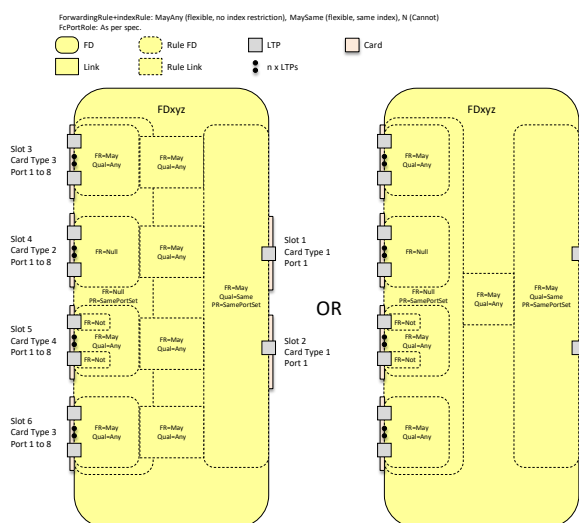 ForwardingRule+indexRule: MayAny (flexible, no index restriction), MaySame (flexible, same index), N (Cannot)
FcPortRole: As per spec.
FD
Rule FD
LTP
Card
Link
Rule Link
n x LTPs
FDxyz
Slot 3
Card Type 3
Port 1 to 8
FR=May
Qual=Any
FR=May
Qual=Any
Slot 4
Card Type 2
Port 1 to 8
FR=Null
FR=May
Qual=Any
Slot 1
Card Type 1
Port 1
FR=Null
PR=SamePortSet
FR=May
Qual=Same
PR=SamePortSet
Slot 5
Card Type 4
Port 1 to 8
FR=Not
FR=May
Qual=Any
FR=Not
FR=May
Qual=Any
Slot 2
Card Type 1
Port 1
Slot 6
Card Type 3
Port 1 to 8
FR=May
Qual=Any
FR=May
Qual=Any
OR
FDxyz
FR=May
Qual=Any
FR=Null
FR=Null
PR=SamePortSet
FR=May
Qual=Any
FR=May
Qual=Same
PR=SamePortSet
FR=Not
FR=May
Qual=Any
FR=Not
FR=May
Qual=Any